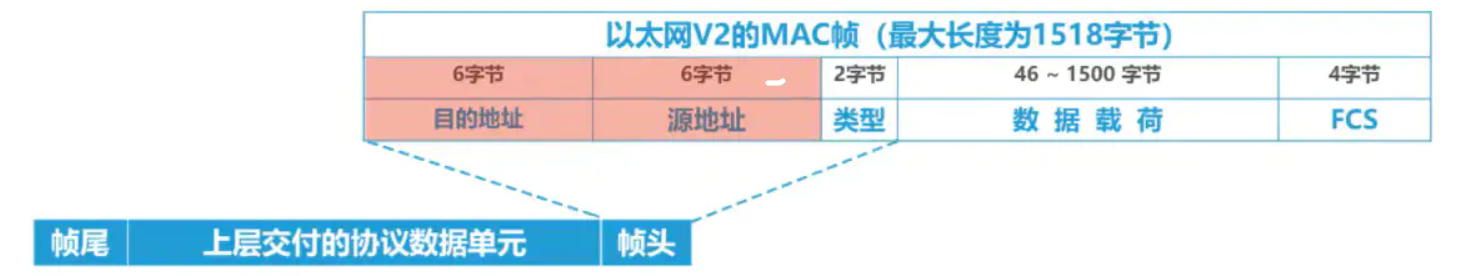 以太网V2的MAC帧（最大长度为1518字节）
6字节 6字节 2字节 46 ~ 1500 字节 4字节
目的地址 源地址 类型 数 据 载 荷 FCS
帧尾 上层交付的协议数据单元 帧头